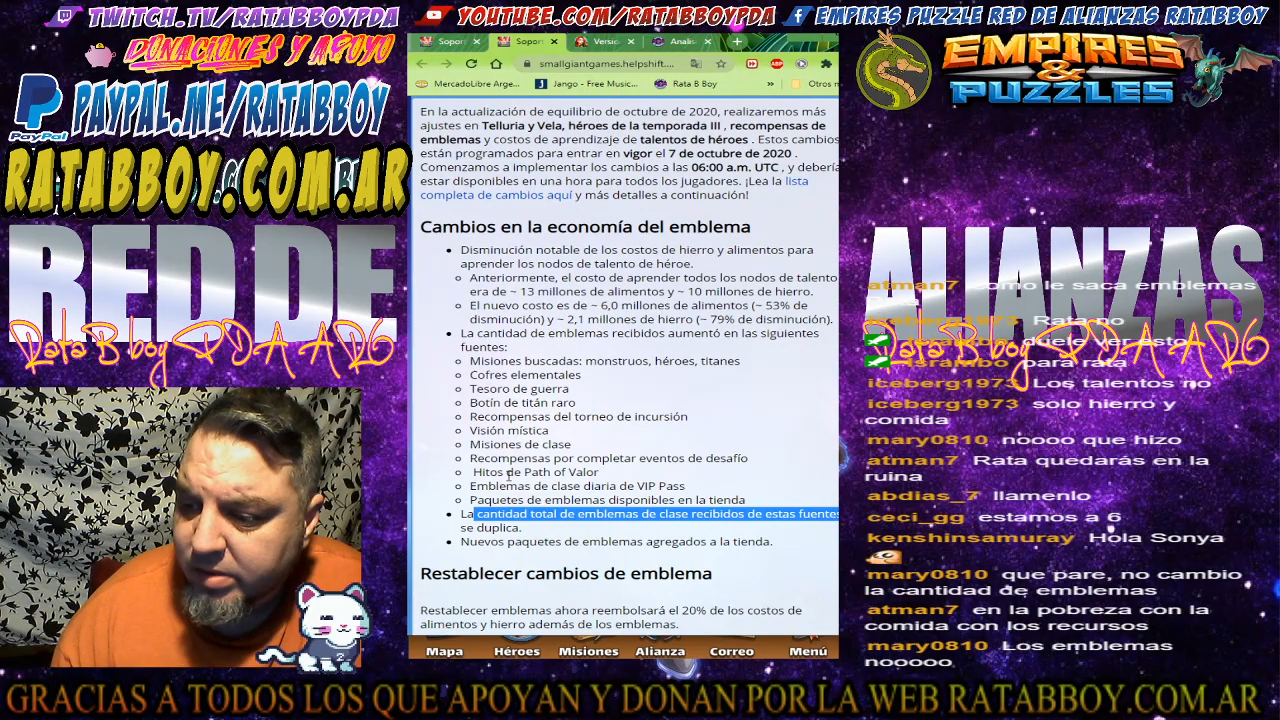 TWITCH.TV/RATABBOYPDA
YOUTUBE.COM/RATABBOYPDA
EMPIRES PUZZLE RED DE ALIANZAS RATABBOY
DONACIONES Y APOYO
PayPal
PAYPAL.ME/RATABBOY
RATABBOY.COM.AR
RED DE
Rata B boy PDA ARG
Sopor
Sopor
Versic
Analis
smallgiantgames.helpshift....
ABP
MercadoLibre Arge...
Jango - Free Music...
Rata B Boy
»
Otros m
En la actualización de equilibrio de octubre de 2020, realizaremos más
ajustes en Telluria y Vela, héroes de la temporada III , recompensas de
emblemas y costos de aprendizaje de talentos de héroes . Estos cambios
están programados para entrar en vigor el 7 de octubre de 2020 .
Comenzamos a implementar los cambios a las 06:00 a.m. UTC , y debería
estar disponibles en una hora para todos los jugadores. ¡Lea la lista
completa de cambios aquí y más detalles a continuación!
Cambios en la economía del emblema
Disminución notable de los costos de hierro y alimentos para
aprender los nodos de talento de héroe.
Anteriormente, el costo de aprender todos los nodos de talento
era de ~ 13 millones de alimentos y ~ 10 millones de hierro.
El nuevo costo es de ~ 6,0 millones de alimentos (~ 53% de
disminución) y ~ 2,1 millones de hierro (~ 79% de disminución).
La cantidad de emblemas recibidos aumentó en las siguientes
fuentes:
Misiones buscadas: monstruos, héroes, titanes
Cofres elementales
Tesoro de guerra
Botín de titán raro
Recompensas del torneo de incursión
Visión mística
Misiones de clase
Recompensas por completar eventos de desafío
Hitos de Path of Valor
Emblemas de clase diaria de VIP Pass
Paquetes de emblemas disponibles en la tienda
La cantidad total de emblemas de clase recibidos de estas fuentes
se duplica.
Nuevos paquetes de emblemas agregados a la tienda.
Restablecer cambios de emblema
Restablecer emblemas ahora reembolsará el 20% de los costos de
alimentos y hierro además de los emblemas.
Mapa Héroes Misiones Alianza Correo Menú
EMPIRES
&
PUZZLES
ALIANZAS
Rata B boy PDA ARG
atman7 Como le saca emblemas
iceberg1973 Rata no
duele ver esto
isrambo para rata
iceberg1973 Los talentos no
iceberg1973 solo hierro y
comida
mary0810 noooo que hizo
atman7 Rata quedarás en la
ruina
abdias_7 llamenlo
ceci_gg estamos a 6
kenshinsamuray Hola Sonya
mary0810 que pare, no cambio
la cantidad de emblemas
atman7 en la pobreza con la
comida con los recursos
mary0810 Los emblemas
nooooo
GRACIAS A TODOS LOS QUE APOYAN Y DONAN POR LA WEB RATABBOY.COM.AR